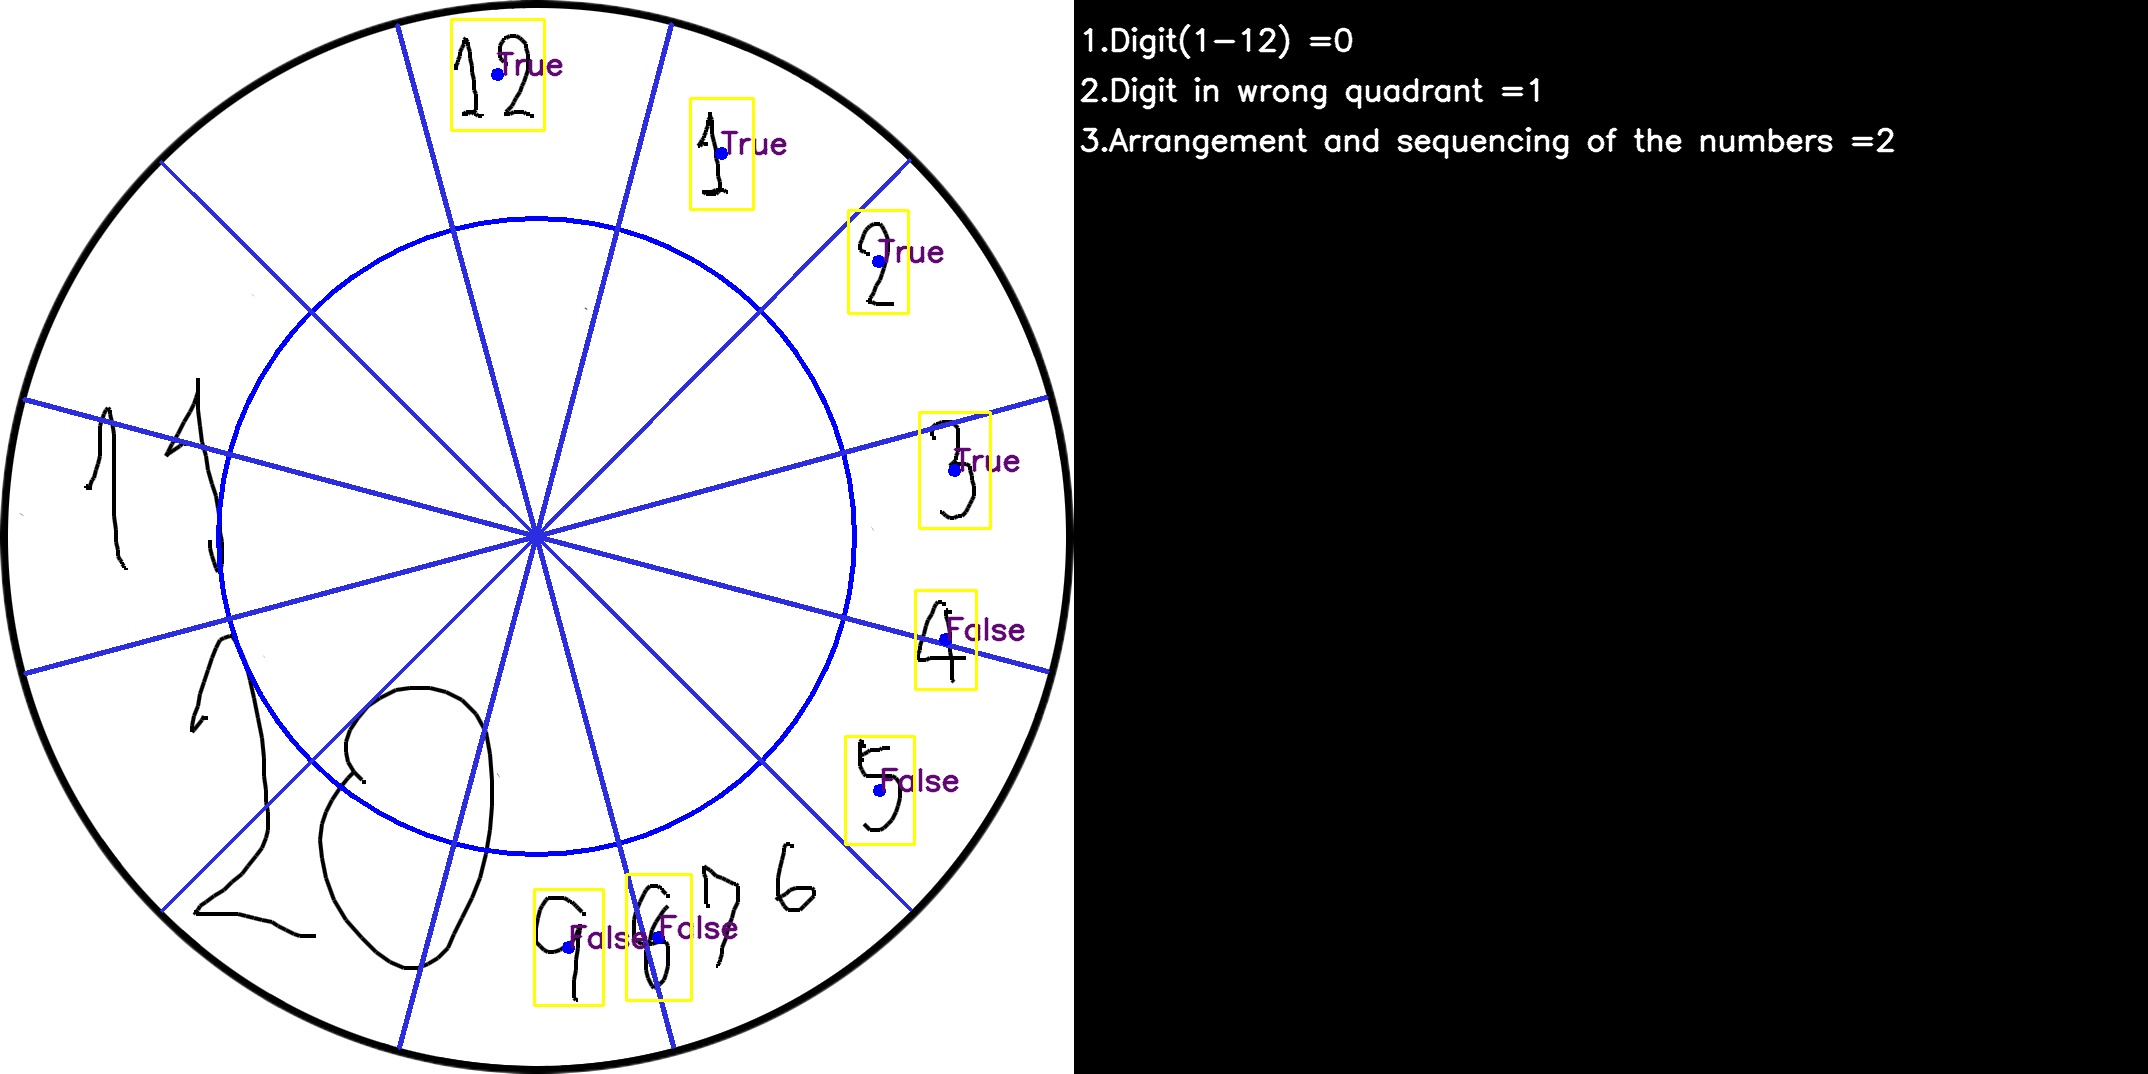 12 True
1 True
2 True
3 True
4 False
5 False
6
7
8 False
9 False
10
11
1.Digit(1-12) =0
2.Digit in wrong quadrant =1
3.Arrangement and sequencing of the numbers =2